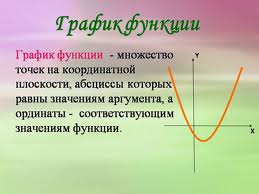 График функции
График функции - множество
точек на координатной
плоскости, абсциссы которых
равны значениям аргумента, а
ординаты - соответствующим
значениям функции.
Y
X